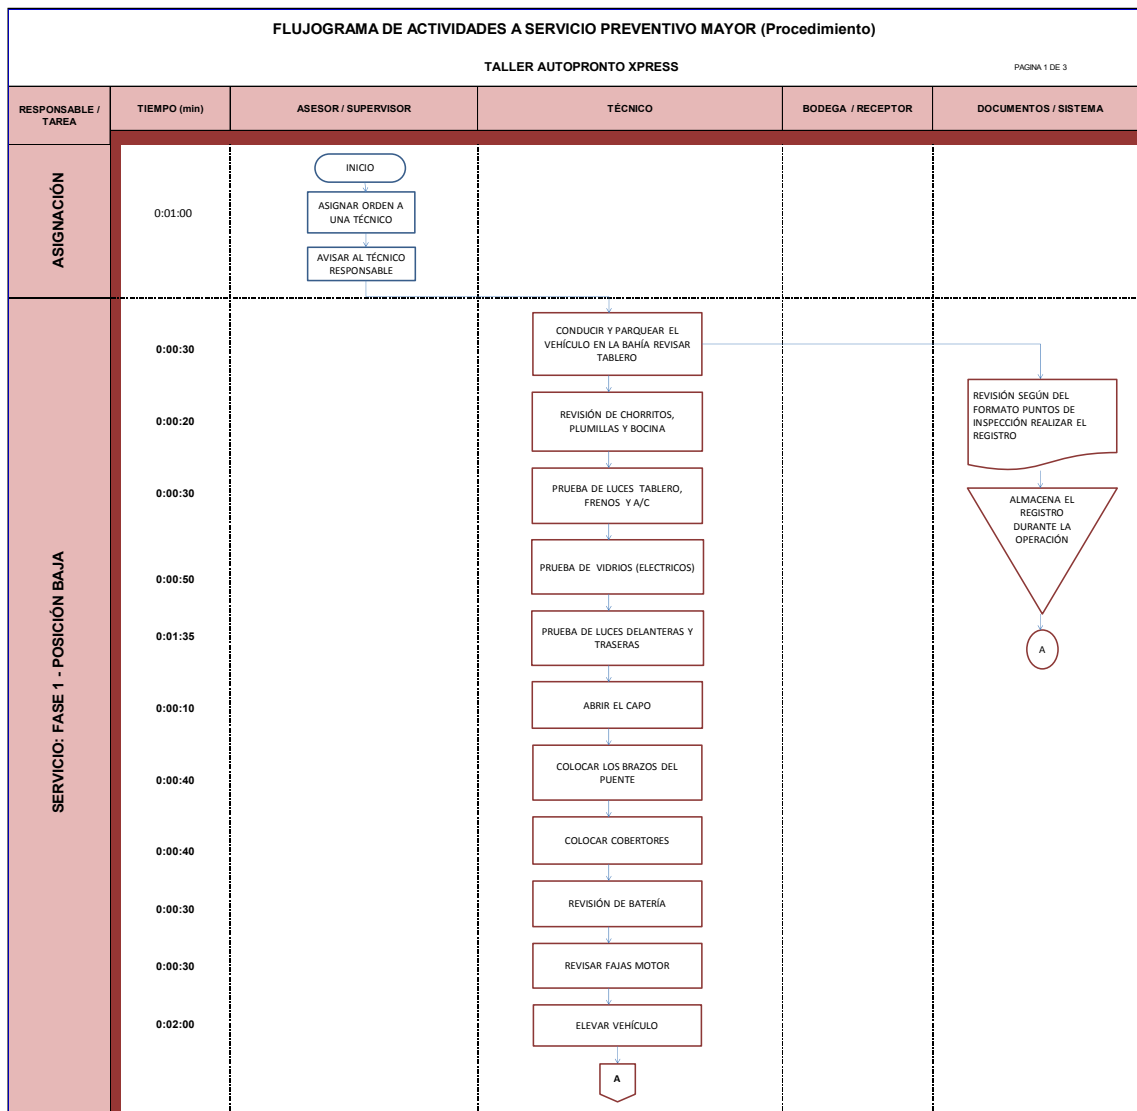 FLUJOGRAMA DE ACTIVIDADES A SERVICIO PREVENTIVO MAYOR (Procedimiento)
TALLER AUTOPRONTO XPRESS
PAGINA 1 DE 3
RESPONSABLE /
TAREA
TIEMPO (min)
ASESOR / SUPERVISOR
TÉCNICO
BODEGA / RECEPTOR
DOCUMENTOS / SISTEMA
ASIGNACIÓN
0:01:00
INICIO
ASIGNAR ORDEN A
UNA TÉCNICO
AVISAR AL TÉCNICO
RESPONSABLE
SERVICIO: FASE 1 - POSICIÓN BAJA
0:00:30
CONDUCIR Y PARQUEAR EL
VEHÍCULO EN LA BAHÍA REVISAR
TABLERO
REVISIÓN SEGÚN DEL
FORMATO PUNTOS DE
INSPECCIÓN REALIZAR EL
REGISTRO
0:00:20
REVISIÓN DE CHORRITOS,
PLUMILLAS Y BOCINA
0:00:30
PRUEBA DE LUCES TABLERO,
FRENOS Y A/C
ALMACENA EL
REGISTRO
DURANTE LA
OPERACIÓN
0:00:50
PRUEBA DE VIDRIOS (ELECTRICOS)
0:01:35
PRUEBA DE LUCES DELANTERAS Y
TRASERAS
A
0:00:10
ABRIR EL CAPO
0:00:40
COLOCAR LOS BRAZOS DEL
PUENTE
0:00:40
COLOCAR COBERTORES
0:00:30
REVISIÓN DE BATERÍA
0:00:30
REVISAR FAJAS MOTOR
0:02:00
ELEVAR VEHÍCULO
A